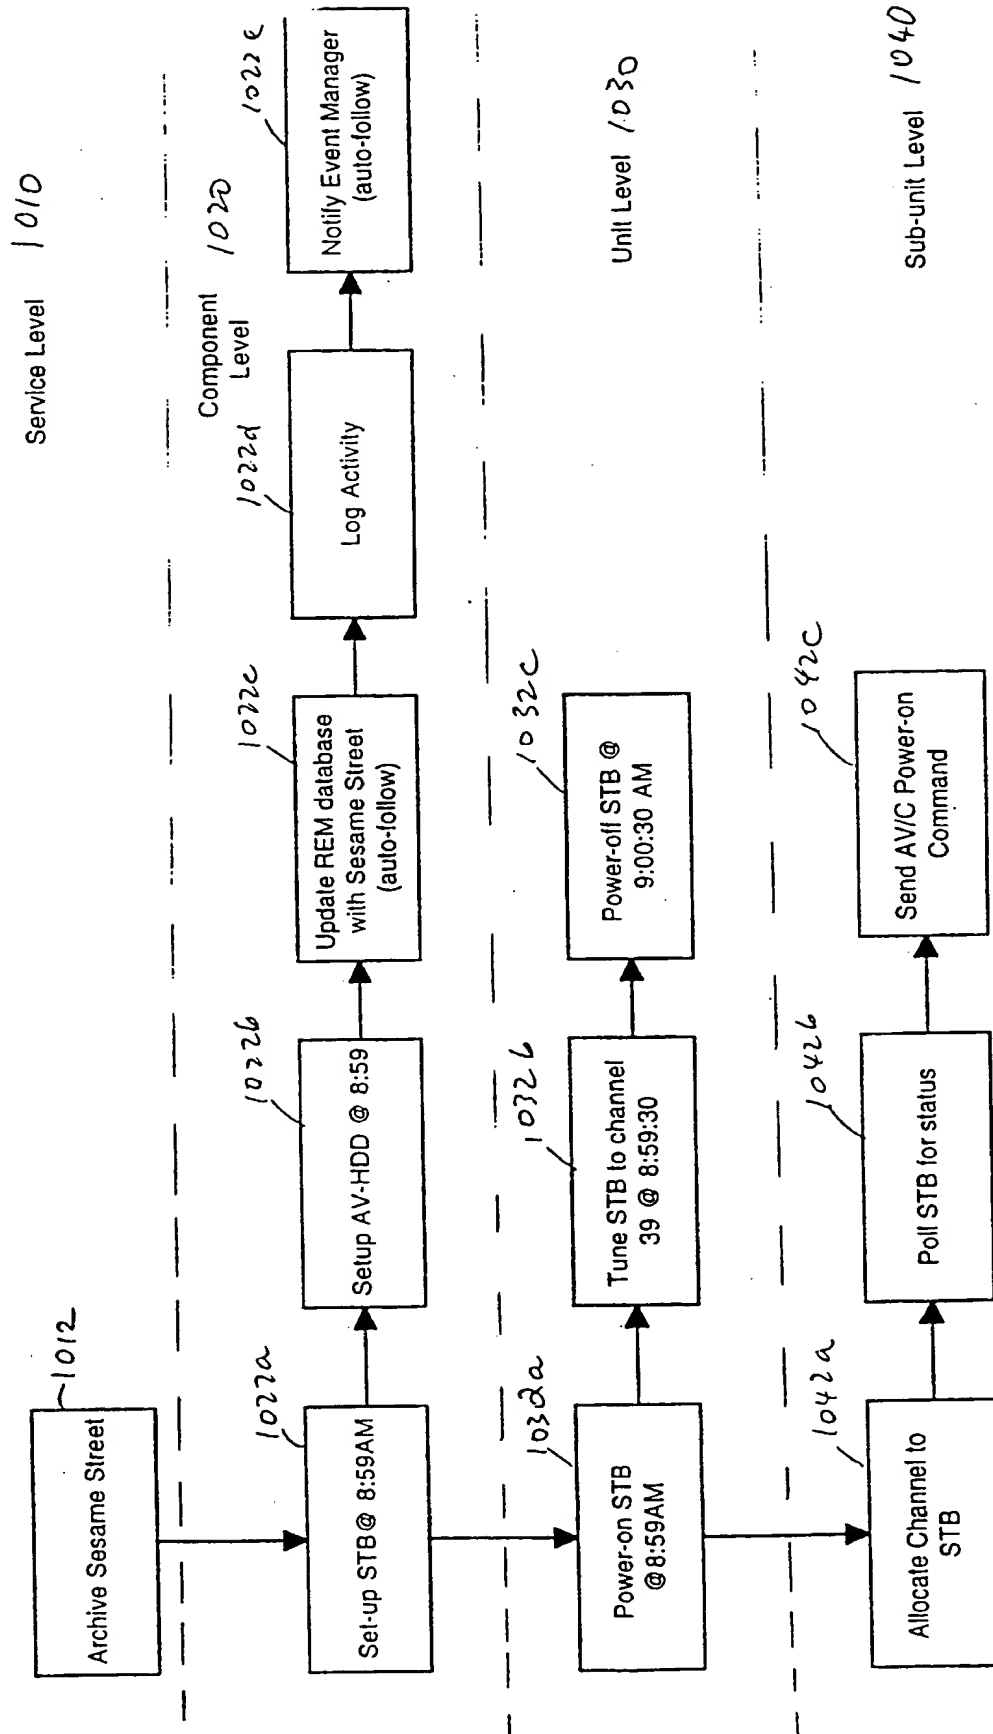 Service Level 1010
1012
Archive Sesame Street
Component
Level
1020
1022a
Set-up STB@ 8:59AM
1022b
Setup AV-HDD @ 8:59
1022c
Update REM database
with Sesame Street
(auto-follow)
1022d
Log Activity
1022e
Notify Event Manager
(auto-follow)
Unit Level 1030
1032a
Power-on STB
@8:59AM
1032b
Tune STB to channel
39 @ 8:59:30
1032c
Power-off STB @
9:00:30 AM
Sub-unit Level 1040
1042a
Allocate Channel to
STB
1042b
Poll STB for status
1042c
Send AV/C Power-on
Command